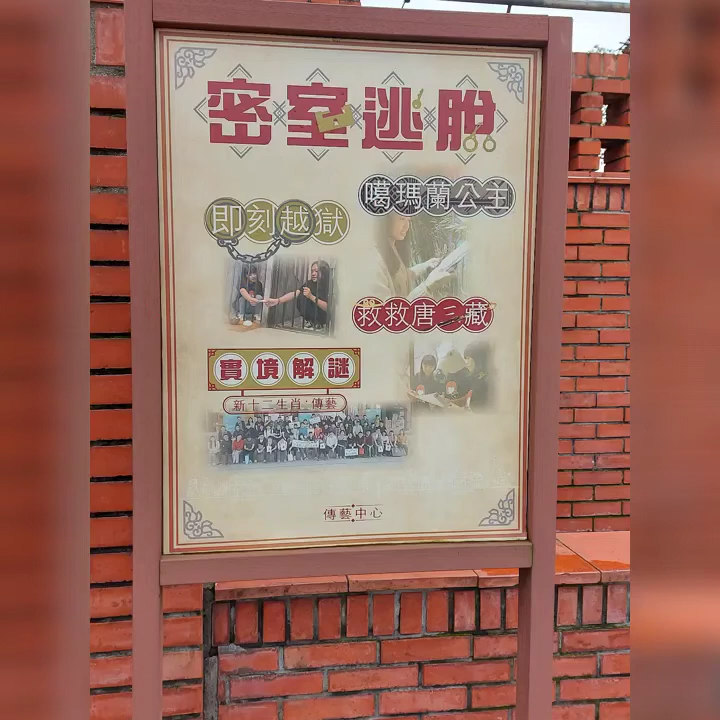 密室逃脫
噶瑪蘭公主
即刻越獄
救救唐三藏
實境解謎
新十二生肖:傳藝
傳藝中心